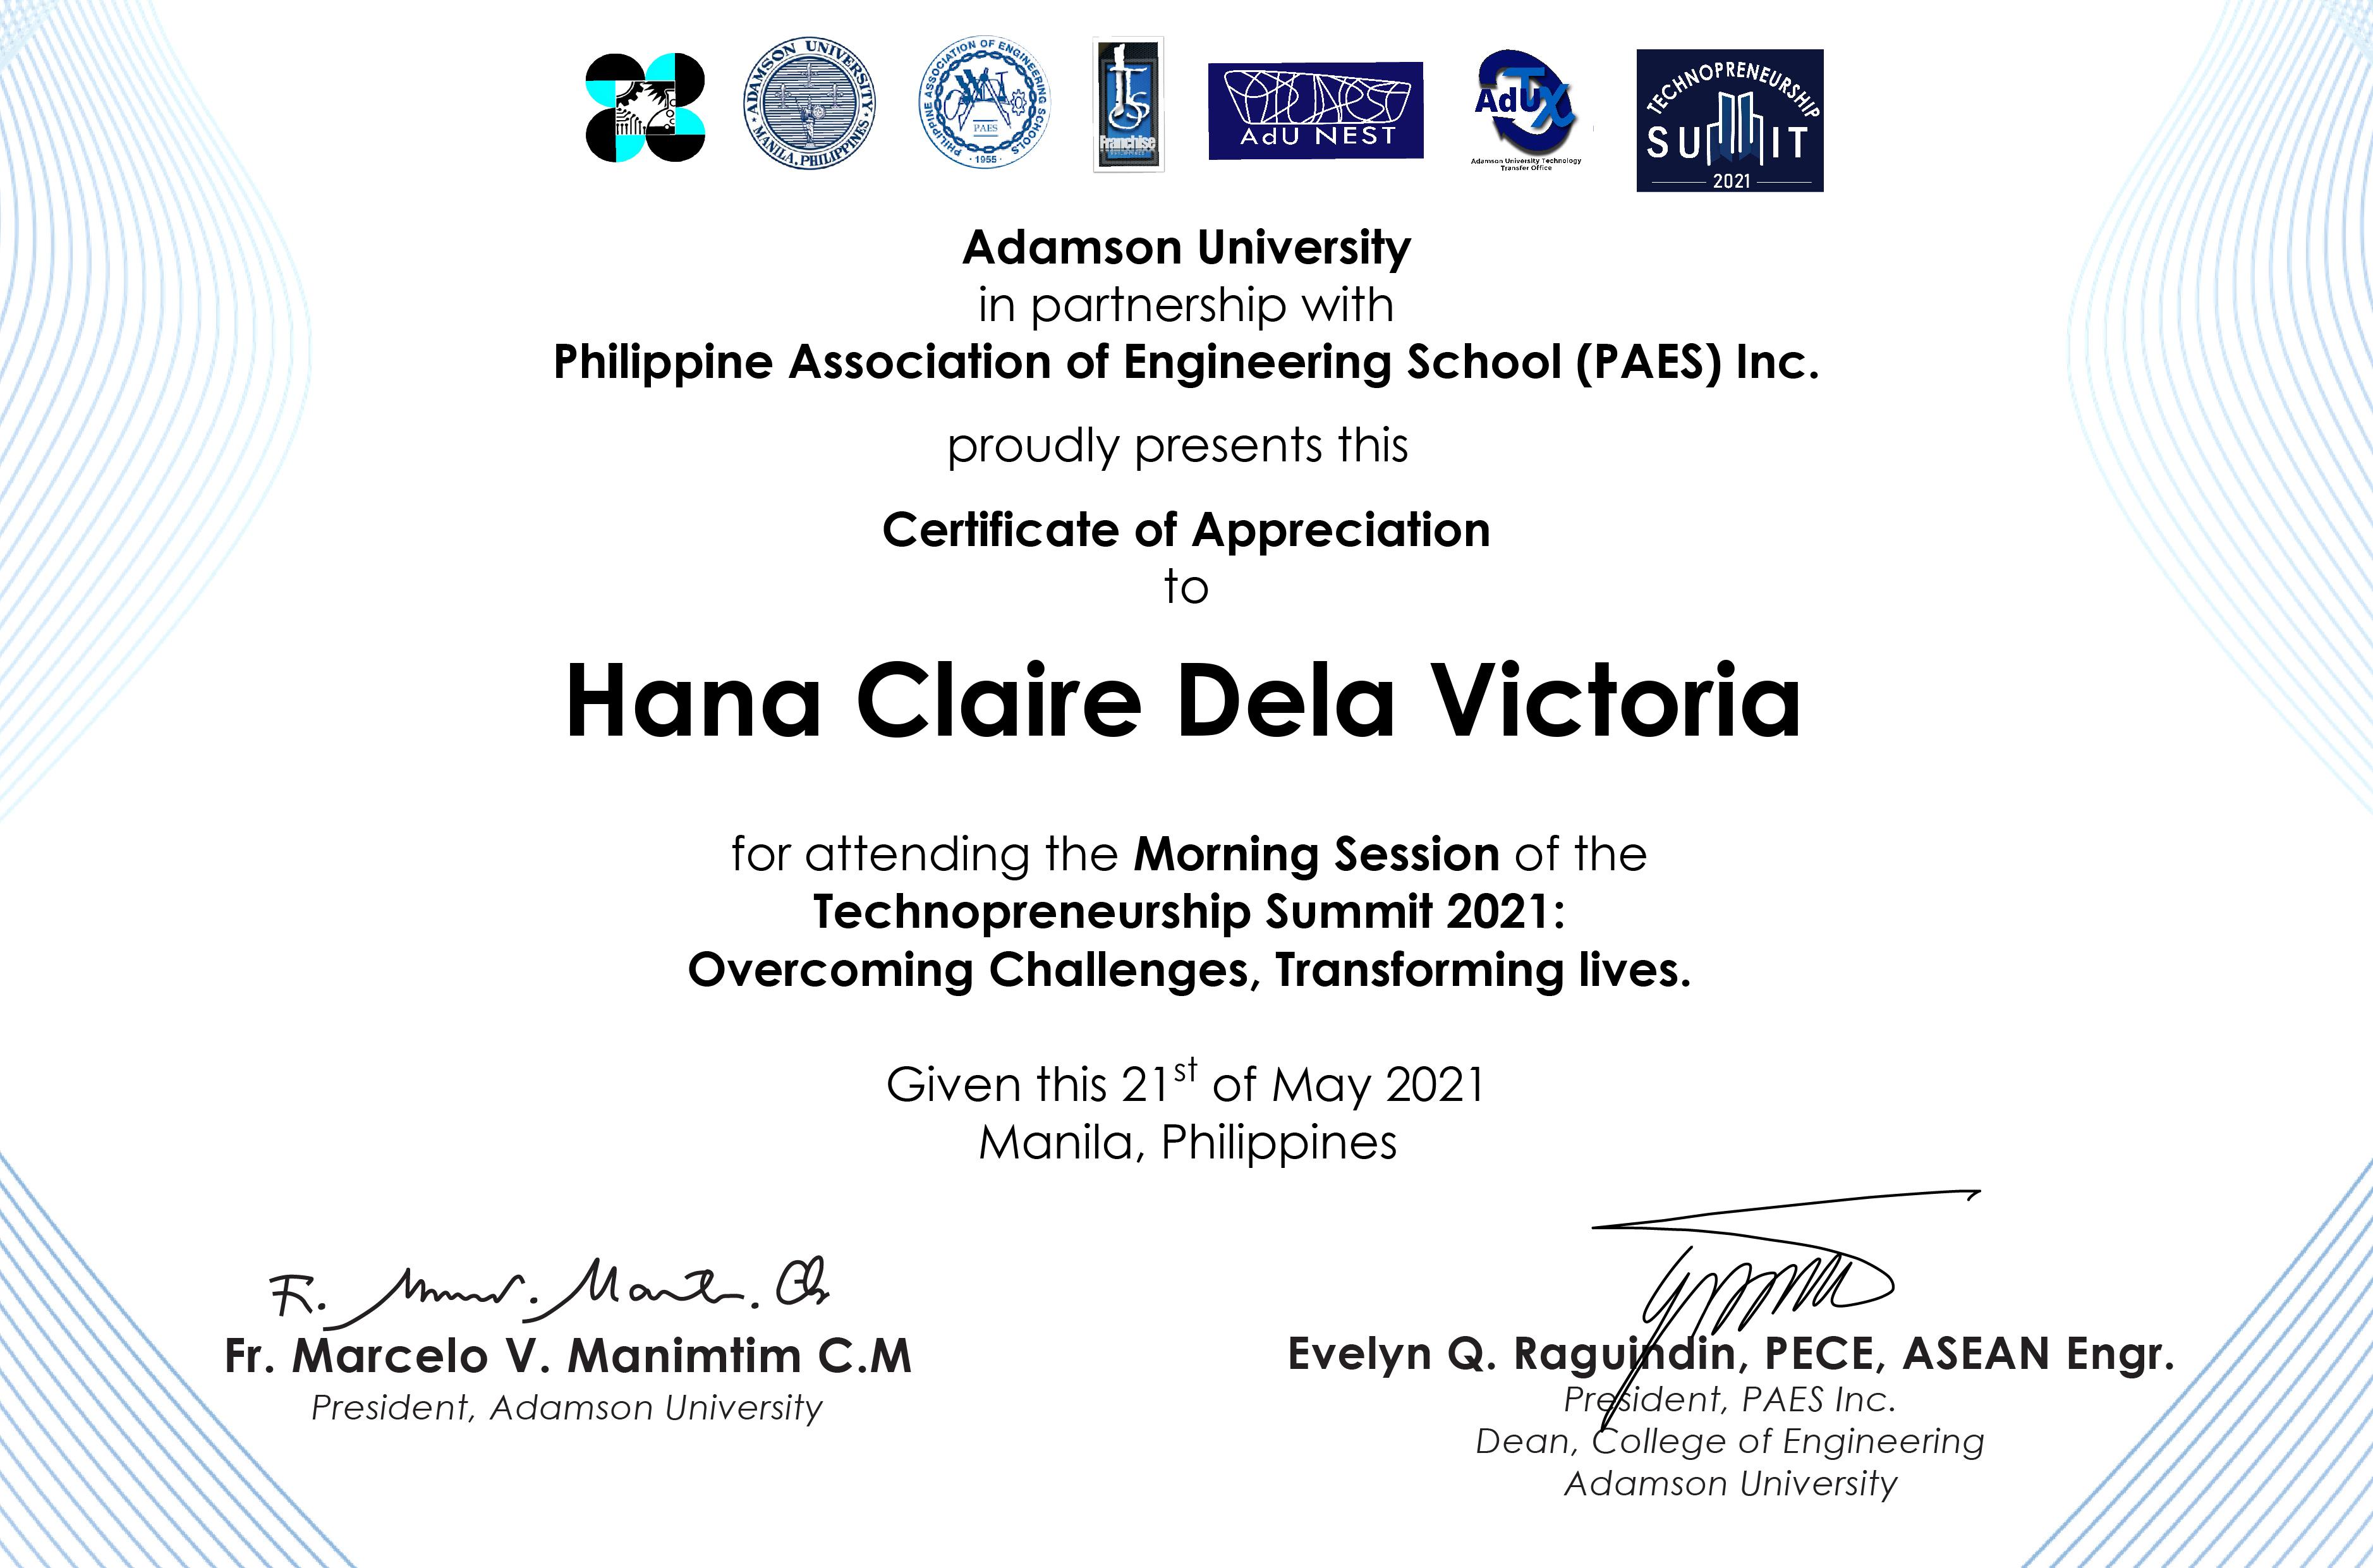 ADAMSON UNIVERSITY
MANILA, PHILIPPINES
PHILIPPINE ASSOCIATION OF ENGINEERING SCHOOLS
PAES
1955
Franchise
AdU NEST
AdUTX
Adamson University Technology
Transfer Office
TECHNOPRENEURSHIP
SUMMIT
2021
Adamson University
in partnership with
Philippine Association of Engineering School (PAES) Inc.
proudly presents this
Certificate of Appreciation
to
Hana Claire Dela Victoria
for attending the Morning Session of the
Technopreneurship Summit 2021:
Overcoming Challenges, Transforming lives.
Given this 21st of May 2021
Manila, Philippines
Fr. Marcelo V. Manimtim C.M
President, Adamson University
Evelyn Q. Raguindin, PECE, ASEAN Engr.
President, PAES Inc.
Dean, College of Engineering
Adamson University